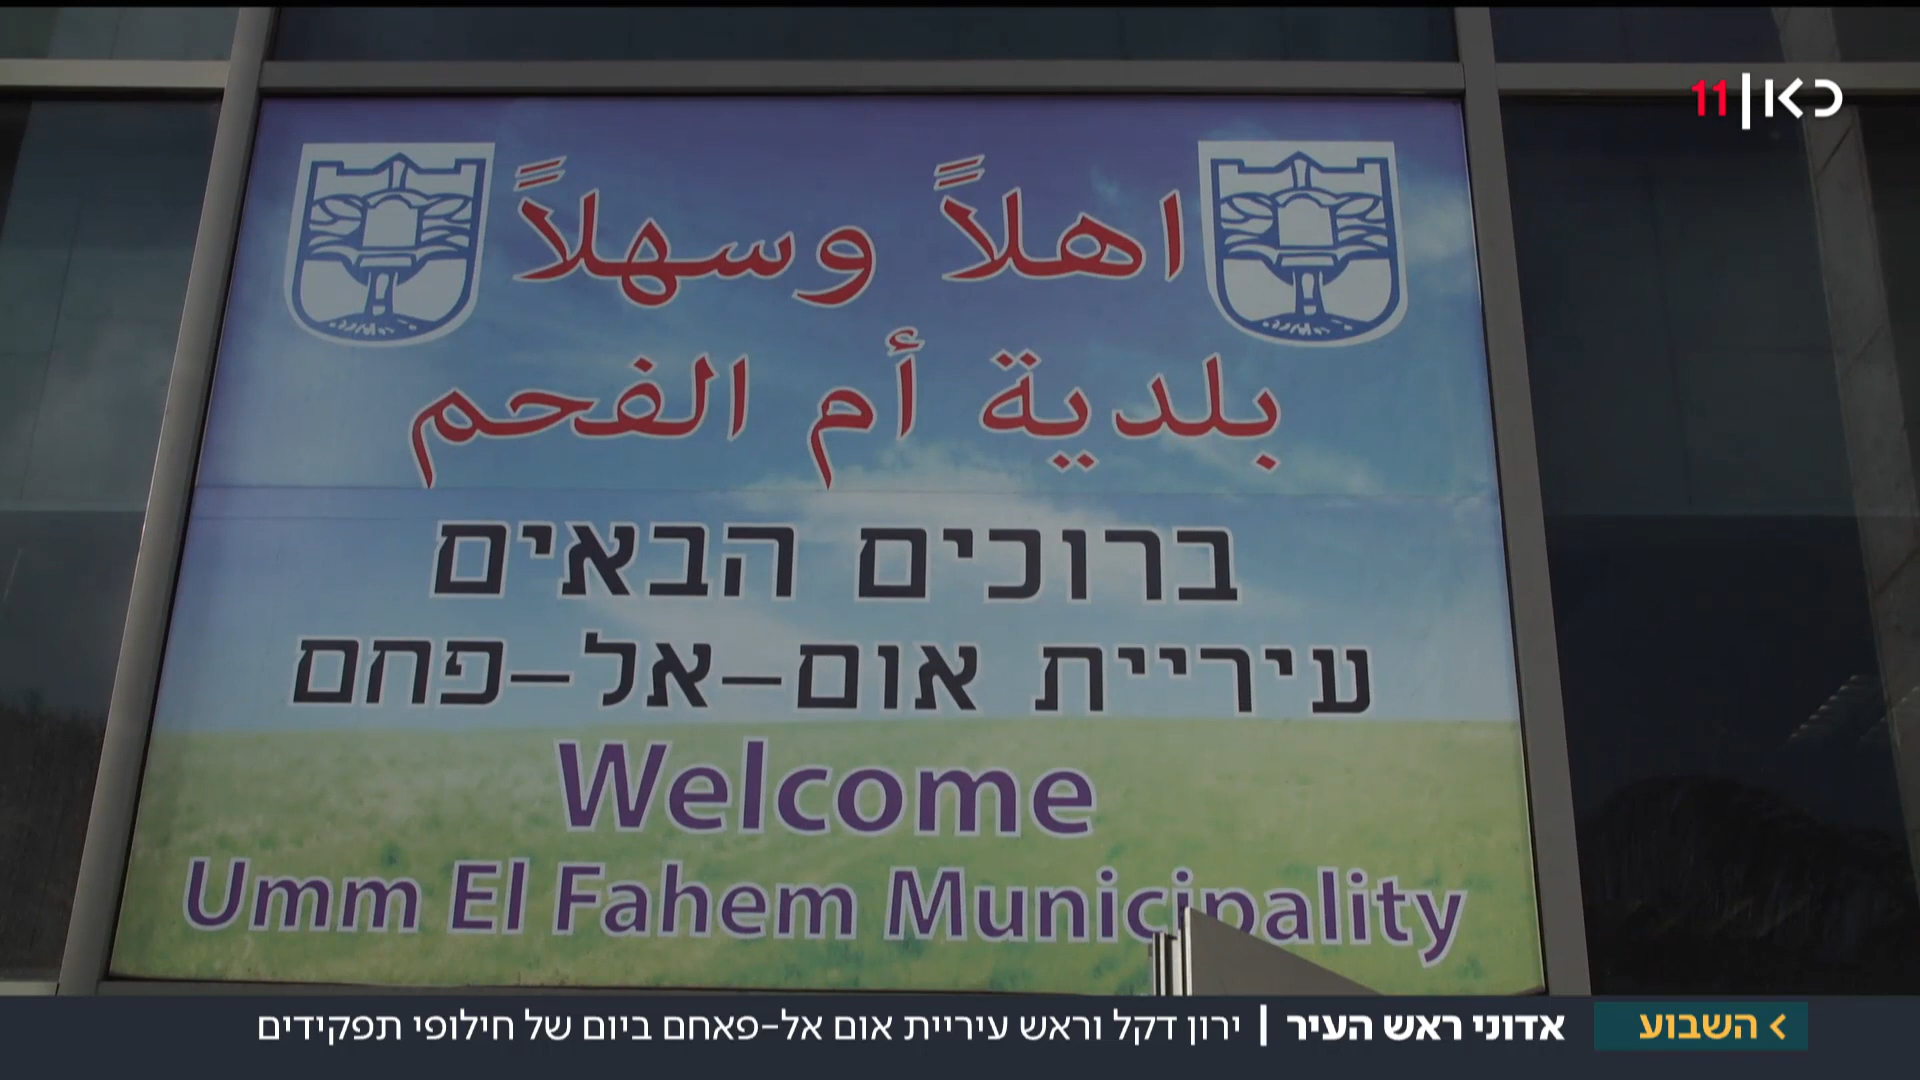 כאן 11
اهلاً وسهلاً
بلدية أم الفحم
ברוכים הבאים
עיריית אום-אל-פחם
Welcome
Umm El Fahem Municipality
השבוע אדוני ראש העיר | ירון דקל וראש עיריית אום אל-פאחם ביום של חילופי תפקידים